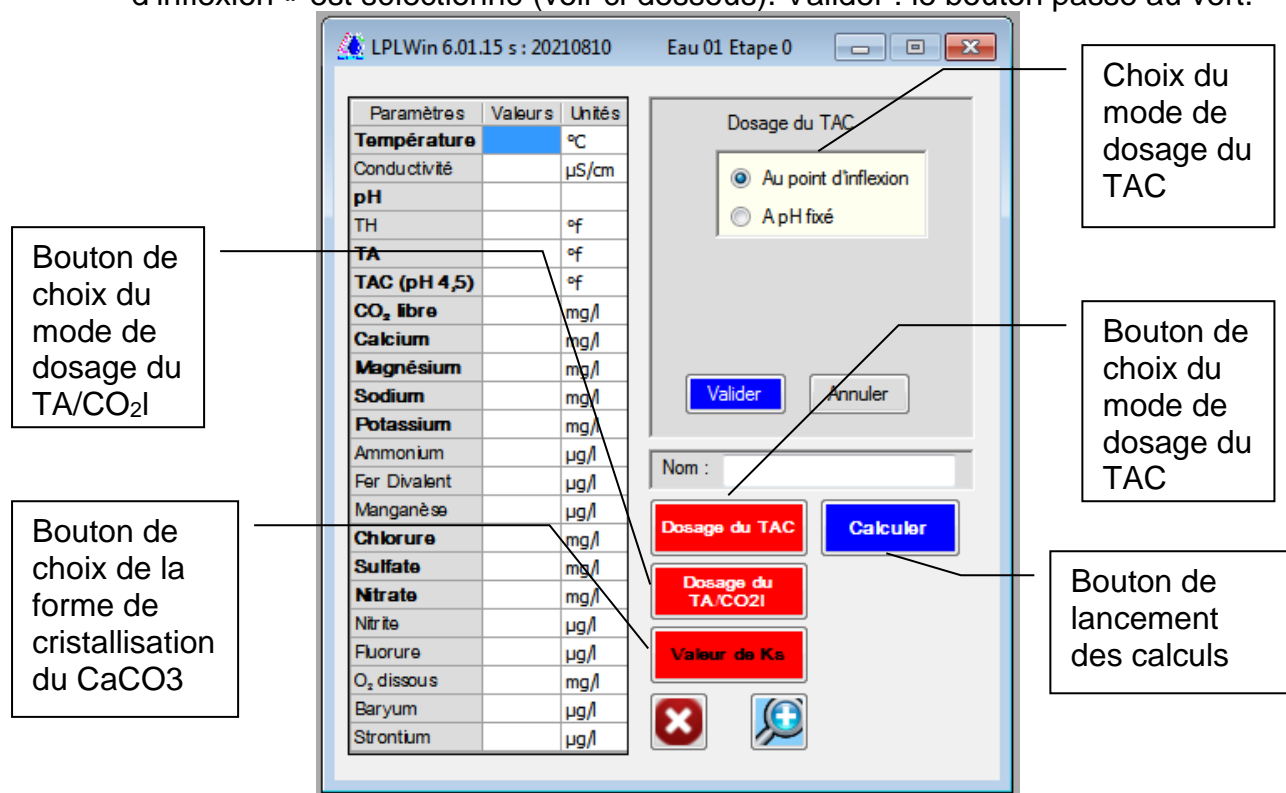 d'inflexion » est sélectionné (voir ci-dessous). Valider : le bouton passe au vert.
LPLWin 6.01.15 s : 20210810 Eau 01 Etape 0
Paramètres Valeurs Unités
Température °C
Conductivité µS/cm
pH
TH °f
TA °f
TAC (pH 4,5) °f
CO₂ libre mg/l
Calcium mg/l
Magnésium mg/l
Sodium mg/l
Potassium mg/l
Ammonium µg/l
Fer Divalent µg/l
Manganèse µg/l
Chlorure mg/l
Sulfate mg/l
Nitrate mg/l
Nitrite µg/l
Fluorure µg/l
O₂ dissous mg/l
Baryum µg/l
Strontium µg/l
Dosage du TAC
Au point d'inflexion
A pH fixé
Valider Annuler
Nom :
Dosage du TAC
Calculer
Dosage du
TA/CO2l
Valeur de Ks
Choix du
mode de
dosage du
TAC
Bouton de
choix du
mode de
dosage du
TA/CO₂l
Bouton de
choix du
mode de
dosage du
TAC
Bouton de
choix de la
forme de
cristallisation
du CaCO3
Bouton de
lancement
des calculs